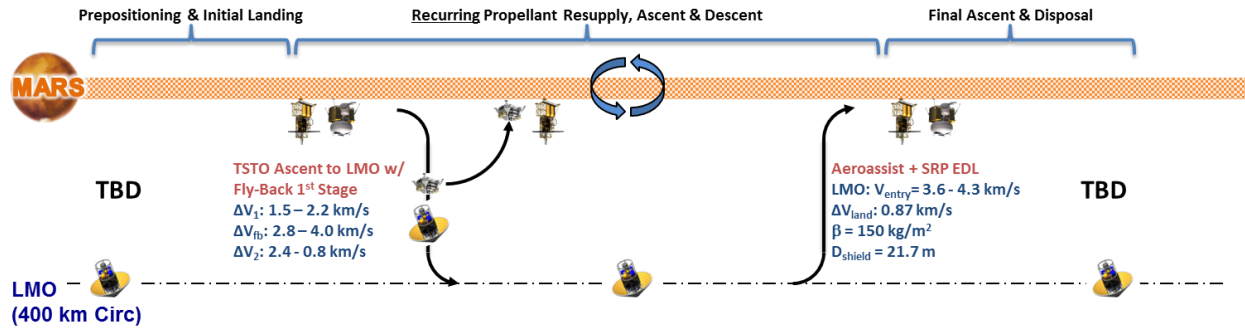 Prepositioning & Initial Landing
Recurring Propellant Resupply, Ascent & Descent
Final Ascent & Disposal
MARS
TBD
TSTO Ascent to LMO w/
Fly-Back 1st Stage
ΔV1: 1.5 – 2.2 km/s
ΔVfb: 2.8 – 4.0 km/s
ΔV2: 2.4 - 0.8 km/s
Aeroassist + SRP EDL
LMO: Ventry= 3.6 - 4.3 km/s
ΔVland: 0.87 km/s
β = 150 kg/m2
Dshield = 21.7 m
TBD
LMO
(400 km Circ)